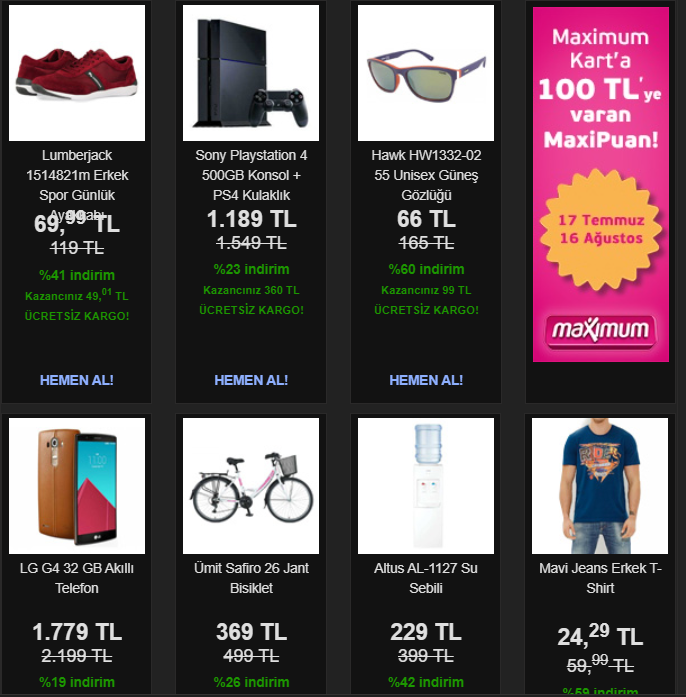 Lumberjack
1514821m Erkek
Spor Günlük
Ayakkabı
69,99 TL
119 TL
%41 indirim
Kazancınız 49,01 TL
ÜCRETSİZ KARGO!
HEMEN AL!
Sony Playstation 4
500GB Konsol +
PS4 Kulaklık
1.189 TL
1.549 TL
%23 indirim
Kazancınız 360 TL
ÜCRETSİZ KARGO!
HEMEN AL!
Hawk HW1332-02
55 Unisex Güneş
Gözlüğü
66 TL
165 TL
%60 indirim
Kazancınız 99 TL
ÜCRETSİZ KARGO!
HEMEN AL!
Maximum
Kart'a
100 TL'ye
varan
MaxiPuan!
17 Temmuz
16 Ağustos
maximum
LG G4 32 GB Akıllı
Telefon
1.779 TL
2.199 TL
%19 indirim
Ümit Safiro 26 Jant
Bisiklet
369 TL
499 TL
%26 indirim
Altus AL-1127 Su
Sebili
229 TL
399 TL
%42 indirim
Mavi Jeans Erkek T-
Shirt
24,29 TL
59,99 TL
%59 indirim